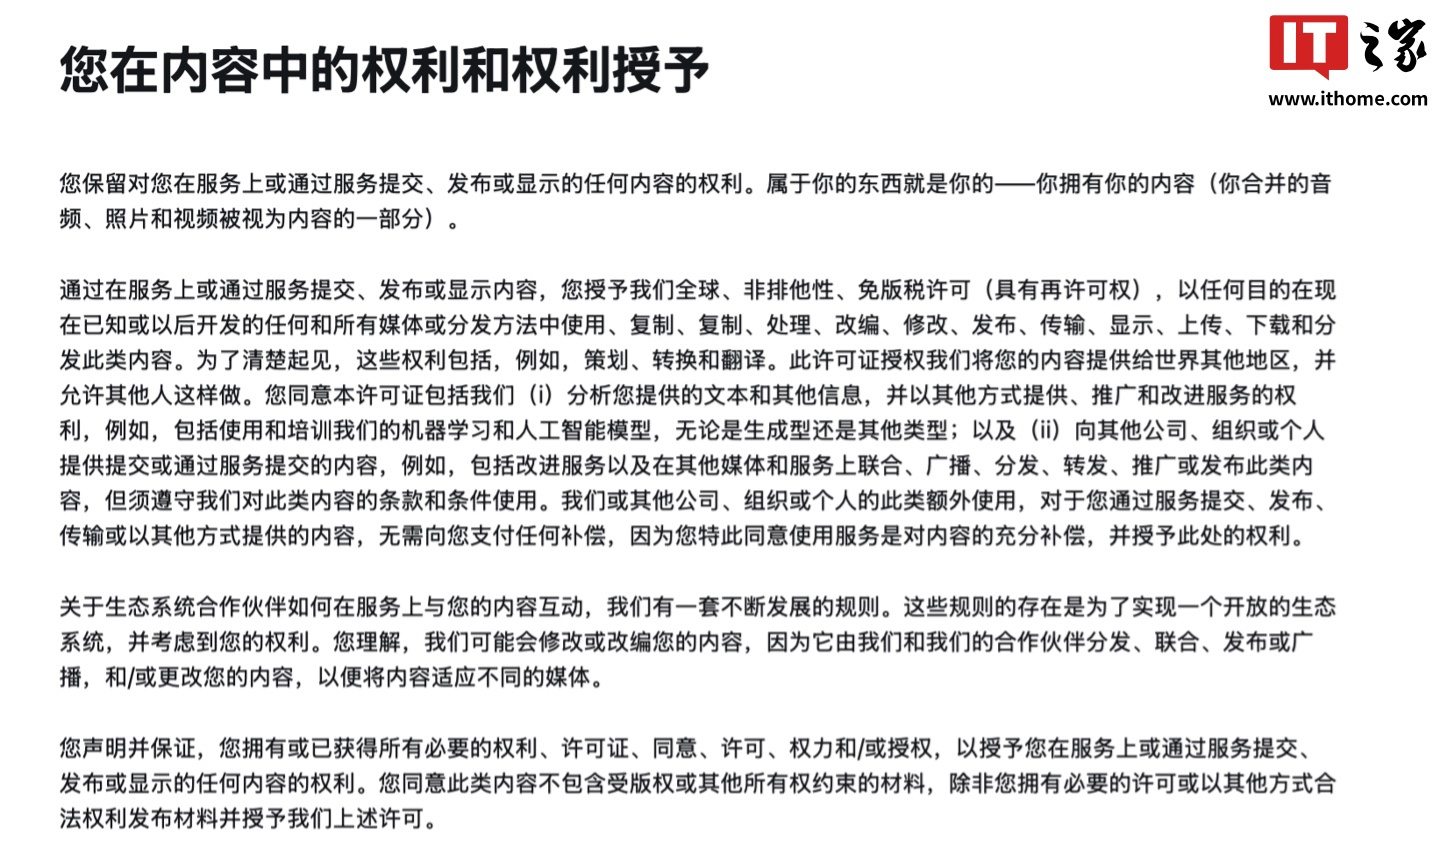 您在内容中的权利和权利授予
IT之家
www.ithome.com
您保留对您在服务上或通过服务提交、发布或显示的任何内容的权利。属于你的东西就是你的——你拥有你的内容（你合并的音
频、照片和视频被视为内容的一部分）。
通过在服务上或通过服务提交、发布或显示内容，您授予我们全球、非排他性、免版税许可（具有再许可权），以任何目的在现
在已知或以后开发的任何和所有媒体或分发方法中使用、复制、复制、处理、改编、修改、发布、传输、显示、上传、下载和分
发此类内容。为了清楚起见，这些权利包括，例如，策划、转换和翻译。此许可证授权我们将您的内容提供给世界其他地区，并
允许其他人这样做。您同意本许可证包括我们（i）分析您提供的文本和其他信息，并以其他方式提供、推广和改进服务的权
利，例如，包括使用和培训我们的机器学习和人工智能模型，无论是生成型还是其他类型；以及（ii）向其他公司、组织或个人
提供提交或通过服务提交的内容，例如，包括改进服务以及在其他媒体和服务上联合、广播、分发、转发、推广或发布此类内
容，但须遵守我们对此类内容的条款和条件使用。我们或其他公司、组织或个人的此类额外使用，对于您通过服务提交、发布、
传输或以其他方式提供的内容，无需向您支付任何补偿，因为您特此同意使用服务是对内容的充分补偿，并授予此处的权利。
关于生态系统合作伙伴如何在服务上与您的内容互动，我们有一套不断发展的规则。这些规则的存在是为了实现一个开放的生态
系统，并考虑到您的权利。您理解，我们可能会修改或改编您的内容，因为它由我们和我们的合作伙伴分发、联合、发布或广
播，和/或更改您的内容，以便将内容适应不同的媒体。
您声明并保证，您拥有或已获得所有必要的权利、许可证、同意、许可、权力和/或授权，以授予您在服务上或通过服务提交、
发布或显示的任何内容的权利。您同意此类内容不包含受版权或其他所有权约束的材料，除非您拥有必要的许可或以其他方式合
法权利发布材料并授予我们上述许可。